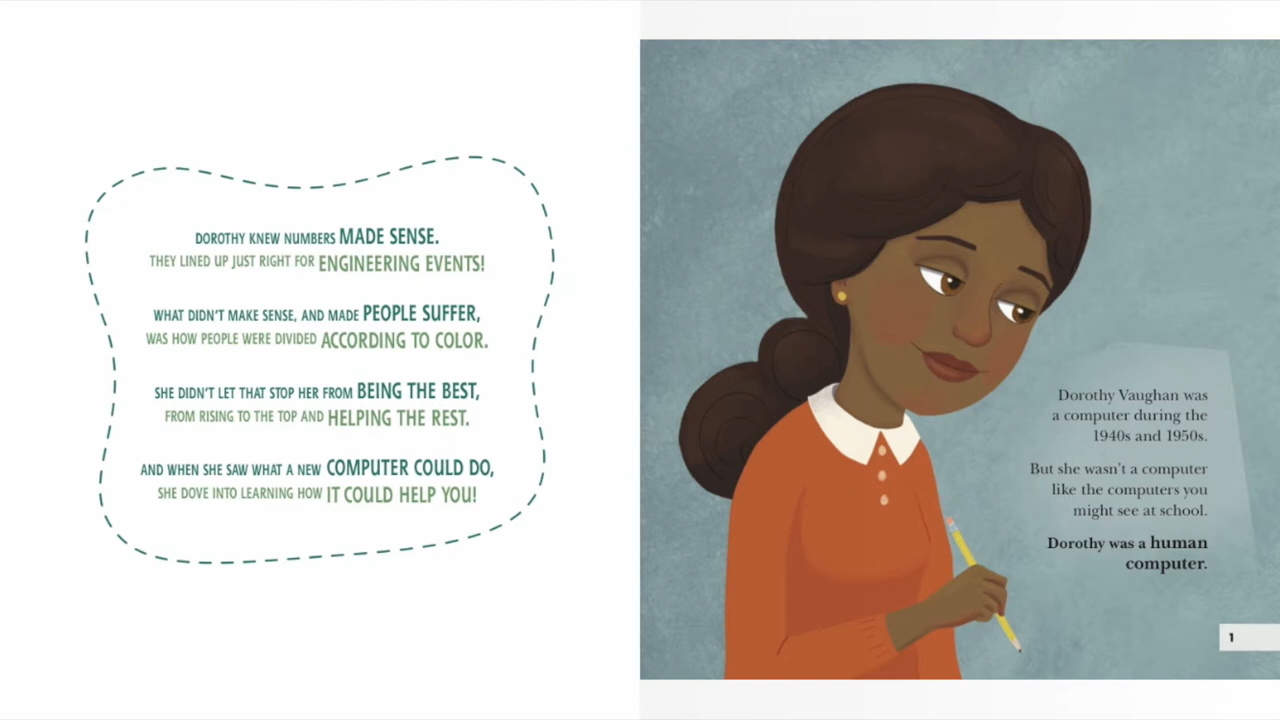 DOROTHY KNEW NUMBERS MADE SENSE.
THEY LINED UP JUST RIGHT FOR ENGINEERING EVENTS!
WHAT DIDN'T MAKE SENSE, AND MADE PEOPLE SUFFER,
WAS HOW PEOPLE WERE DIVIDED ACCORDING TO COLOR.
SHE DIDN'T LET THAT STOP HER FROM BEING THE BEST,
FROM RISING TO THE TOP AND HELPING THE REST.
AND WHEN SHE SAW WHAT A NEW COMPUTER COULD DO,
SHE DOVE INTO LEARNING HOW IT COULD HELP YOU!
Dorothy Vaughan was
a computer during the
1940s and 1950s.
But she wasn't a computer
like the computers you
might see at school.
Dorothy was a human
computer.
1